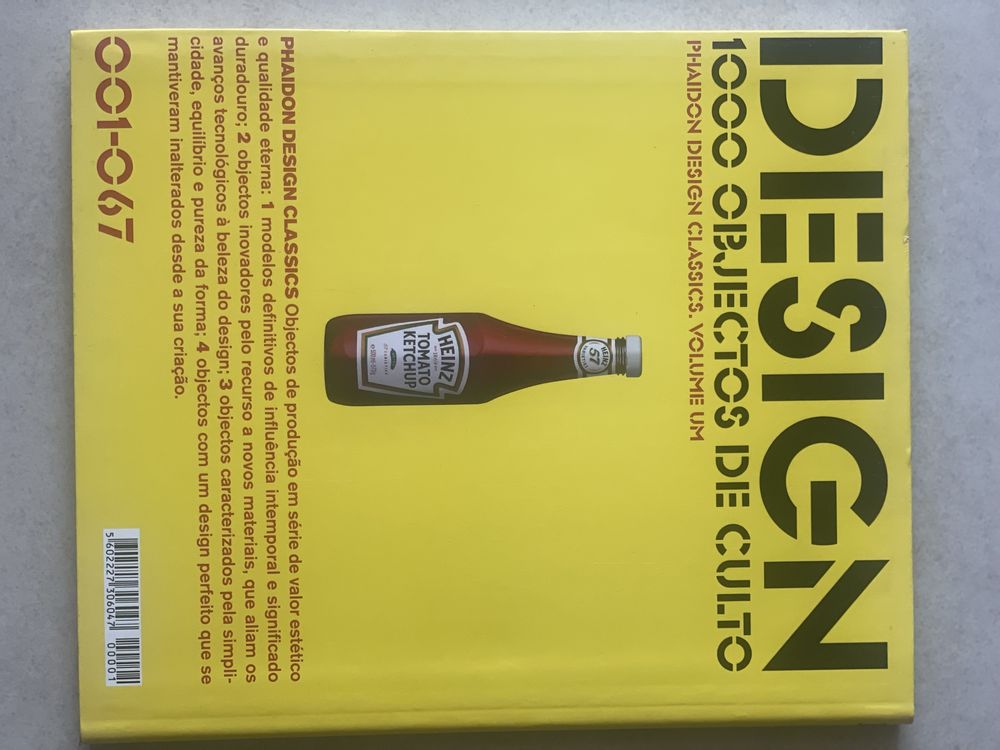 DESIGN
1000 OBJECTOS DE CULTO
PHAIDON DESIGN CLASSICS. VOLUME UM
HEINZ
57
HEINZ
TOMATO
KETCHUP
PHAIDON DESIGN CLASSICS Objectos de produção em série de valor estético
e qualidade eterna: 1 modelos definitivos de influência intemporal e significado
duradouro; 2 objectos inovadores pelo recurso a novos materiais, que aliam os
avanços tecnológicos à beleza do design; 3 objectos caracterizados pela simpli-
cidade, equilíbrio e pureza da forma; 4 objectos com um design perfeito que se
mantiveram inalterados desde a sua criação.
001-067
5602227306047 00001